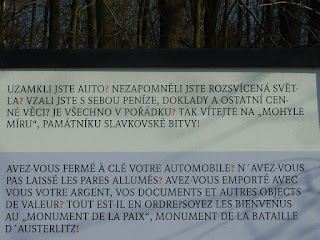 UZAMKLI JSTE AUTO? NEZAPOMNĚLI JSTE ROZSVÍCENÁ SVĚT-
LA? VZALI JSTE S SEBOU PENÍZE, DOKLADY A OSTATNÍ CEN-
NÉ VĚCI? JE VŠECHNO V POŘÁDKU? TAK VÍTEJTE NA „MOHYLE
MÍRU", PAMÁTNÍKU SLAVKOVSKÉ BITVY!
AVEZ-VOUS FERMÉ À CLÉ VOTRE AUTOMOBILE? N´AVEZ-VOUS
PAS LAISSÉ LES PARES ALLUMÉS? AVEZ-VOUS EMPORTÉ AVEC
VOUS VOTRE ARGENT, VOS DOCUMENTS ET AUTRES OBJECTS
DE VALEUR? TOUT EST-IL EN ORDRE?SOYEZ LES BIENVENUS
AU „MONUMENT DE LA PAIX", MONUMENT DE LA BATAILLE
D´AUSTERLITZ!